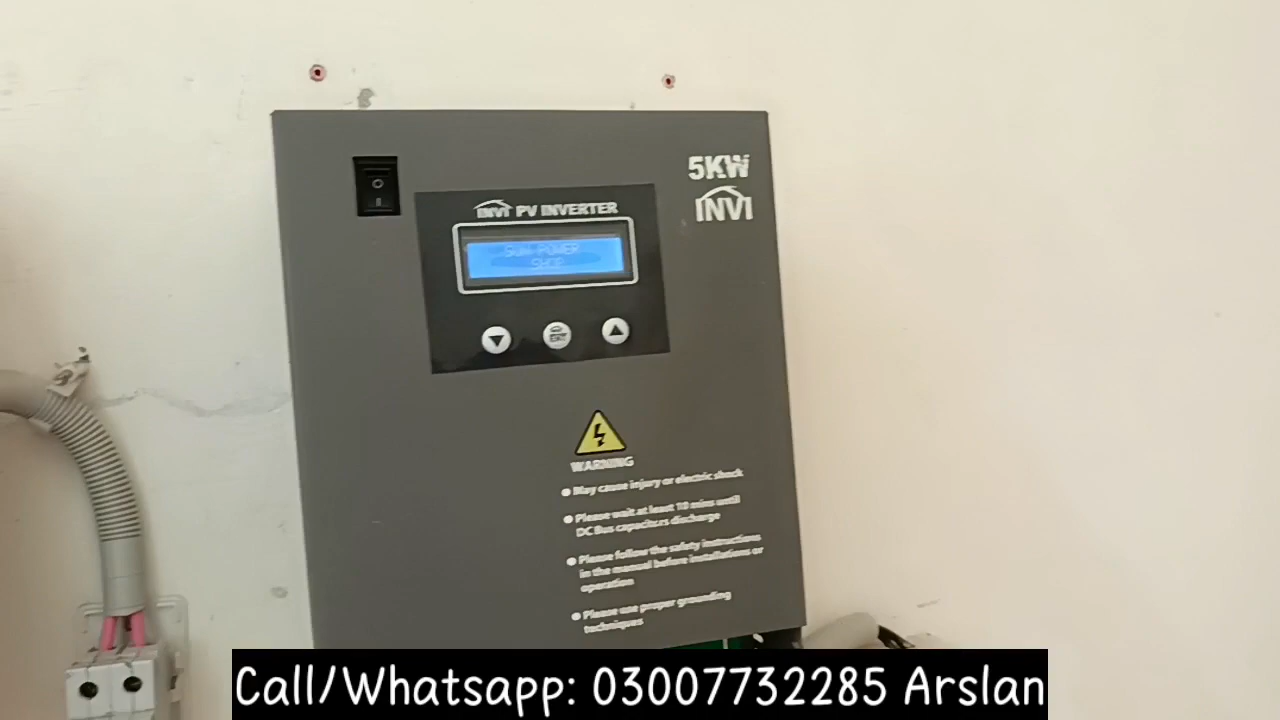 5KW
INVI
INVI PV INVERTER
SUN POWER
SHOP
WARNING
May cause injury or electric shock
Please wait at least 10 mins until
DC Bus capacitors discharge
Please follow the safety instructions
in the manual before installations or
operation
Please use proper grounding
techniques
Call/Whatsapp: 03007732285 Arslan